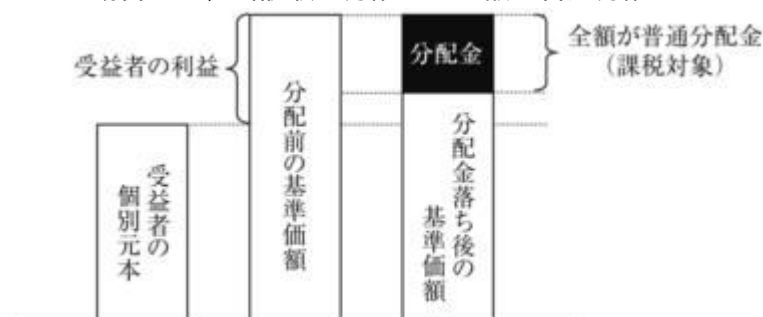 受益者の利益
分配金
全額が普通分配金
(課税対象)
受益者の
個別元本
分配前の基準価額
分配金落ち後の
基準価額